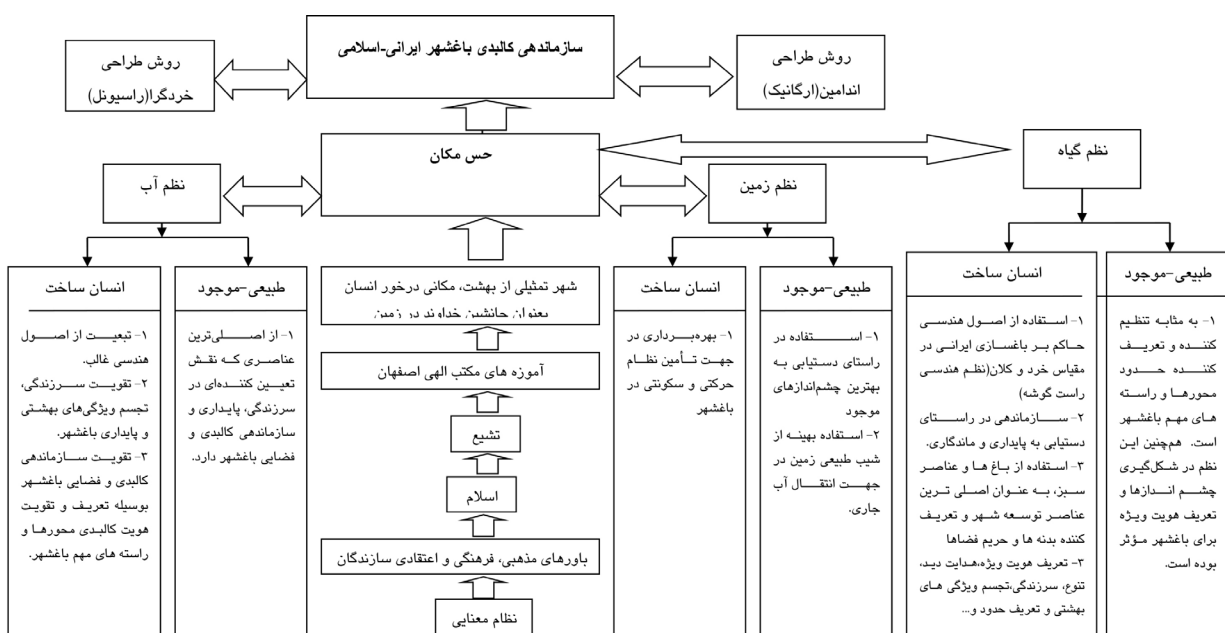 سازماندهی کالبدی باغشهر ایرانی-اسلامی
روش طراحی
اندامین(ارگانیک)
روش طراحی
خردگرا(راسیونل)
حس مکان
نظم گیاه
نظم زمین
نظم آب
طبیعی-موجود
۱- به مثابه تنظیم
کننده و تعریف
کننده حدود
محورها و راسته
های مهم باغشهر
است. هم‌چنین این
نظم در شکل‌گیری
چشم اندازها و
تعریف هویت ویژه
برای باغشهر مؤثر
بوده است.
انسان ساخت
۱- استفاده از اصول هندسی
حاکم بر باغسازی ایرانی در
مقیاس خرد و کلان(نظم هندسی
راست گوشه)
۲- سازماندهی در راستای
دستیابی به پایداری و ماندگاری.
۳- استفاده از باغ ها و عناصر
سبز، به عنوان اصلی ترین
عناصر توسعه شهر و تعریف
کننده بدنه ها و حریم فضاها
۳- تعریف هویت ویژه،هدایت دید،
تنوع، سرزندگی،تجسم ویژگی های
بهشتی و تعریف حدود و...
طبیعی-موجود
۱- استفاده در
راستای دستیابی به
بهترین چشم‌اندازهای
موجود
۲- استفاده بهینه از
شیب طبیعی زمین در
جهت انتقال آب
جاری.
انسان ساخت
۱- بهره‌برداری در
جهت تأمین نظام
حرکتی و سکونتی در
باغشهر
شهر تمثیلی از بهشت، مکانی درخور انسان
بعنوان جانشین خداوند در زمین
آموزه های مکتب الهی اصفهان
تشیع
اسلام
باورهای مذهبی، فرهنگی و اعتقادی سازندگان
نظام معنایی
طبیعی-موجود
۱- از اصلی‌ترین
عناصری که نقش
تعیین کننده‌ای در
سرزندگی، پایداری و
سازماندهی کالبدی و
فضایی باغشهر دارد.
انسان ساخت
۱- تبعیت از اصول
هندسی غالب.
۲- تقویت سرزندگی،
تجسم ویژگی‌های بهشتی
و پایداری باغشهر.
۳- تقویت سازماندهی
کالبدی و فضایی باغشهر
بوسیله تعریف و تقویت
هویت کالبدی محورها و
راسته های مهم باغشهر.